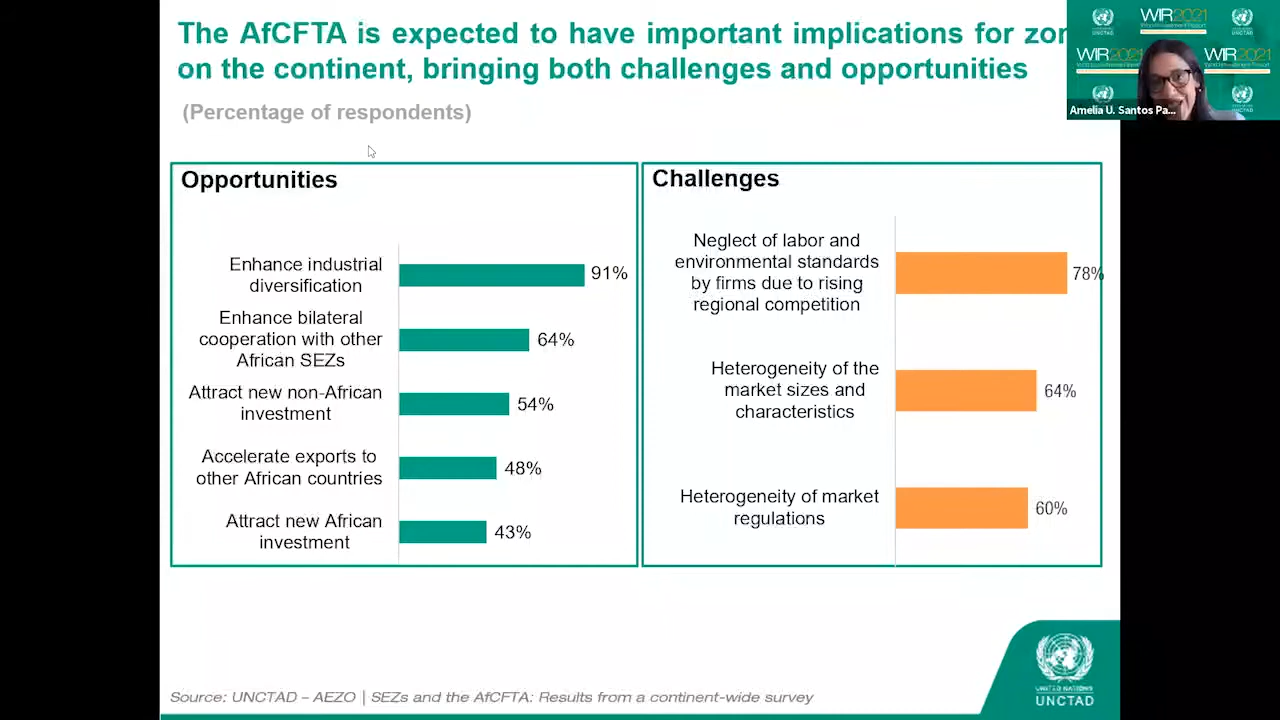 The AfCFTA is expected to have important implications for zon
on the continent, bringing both challenges and opportunities
(Percentage of respondents)
WIR2021
UNCTAD
UNCTAD
WIR2021
WIR2021
Amelia U. Santos Pa...
Opportunities
Enhance industrial
diversification
91%
Enhance bilateral
cooperation with other
African SEZs
64%
Attract new non-African
investment
54%
Accelerate exports to
other African countries
48%
Attract new African
investment
43%
Challenges
Neglect of labor and
environmental standards
by firms due to rising
regional competition
78%
Heterogeneity of the
market sizes and
characteristics
64%
Heterogeneity of market
regulations
60%
Source: UNCTAD – AEZO | SEZs and the AfCFTA: Results from a continent-wide survey
UNITED NATIONS
UNCTAD